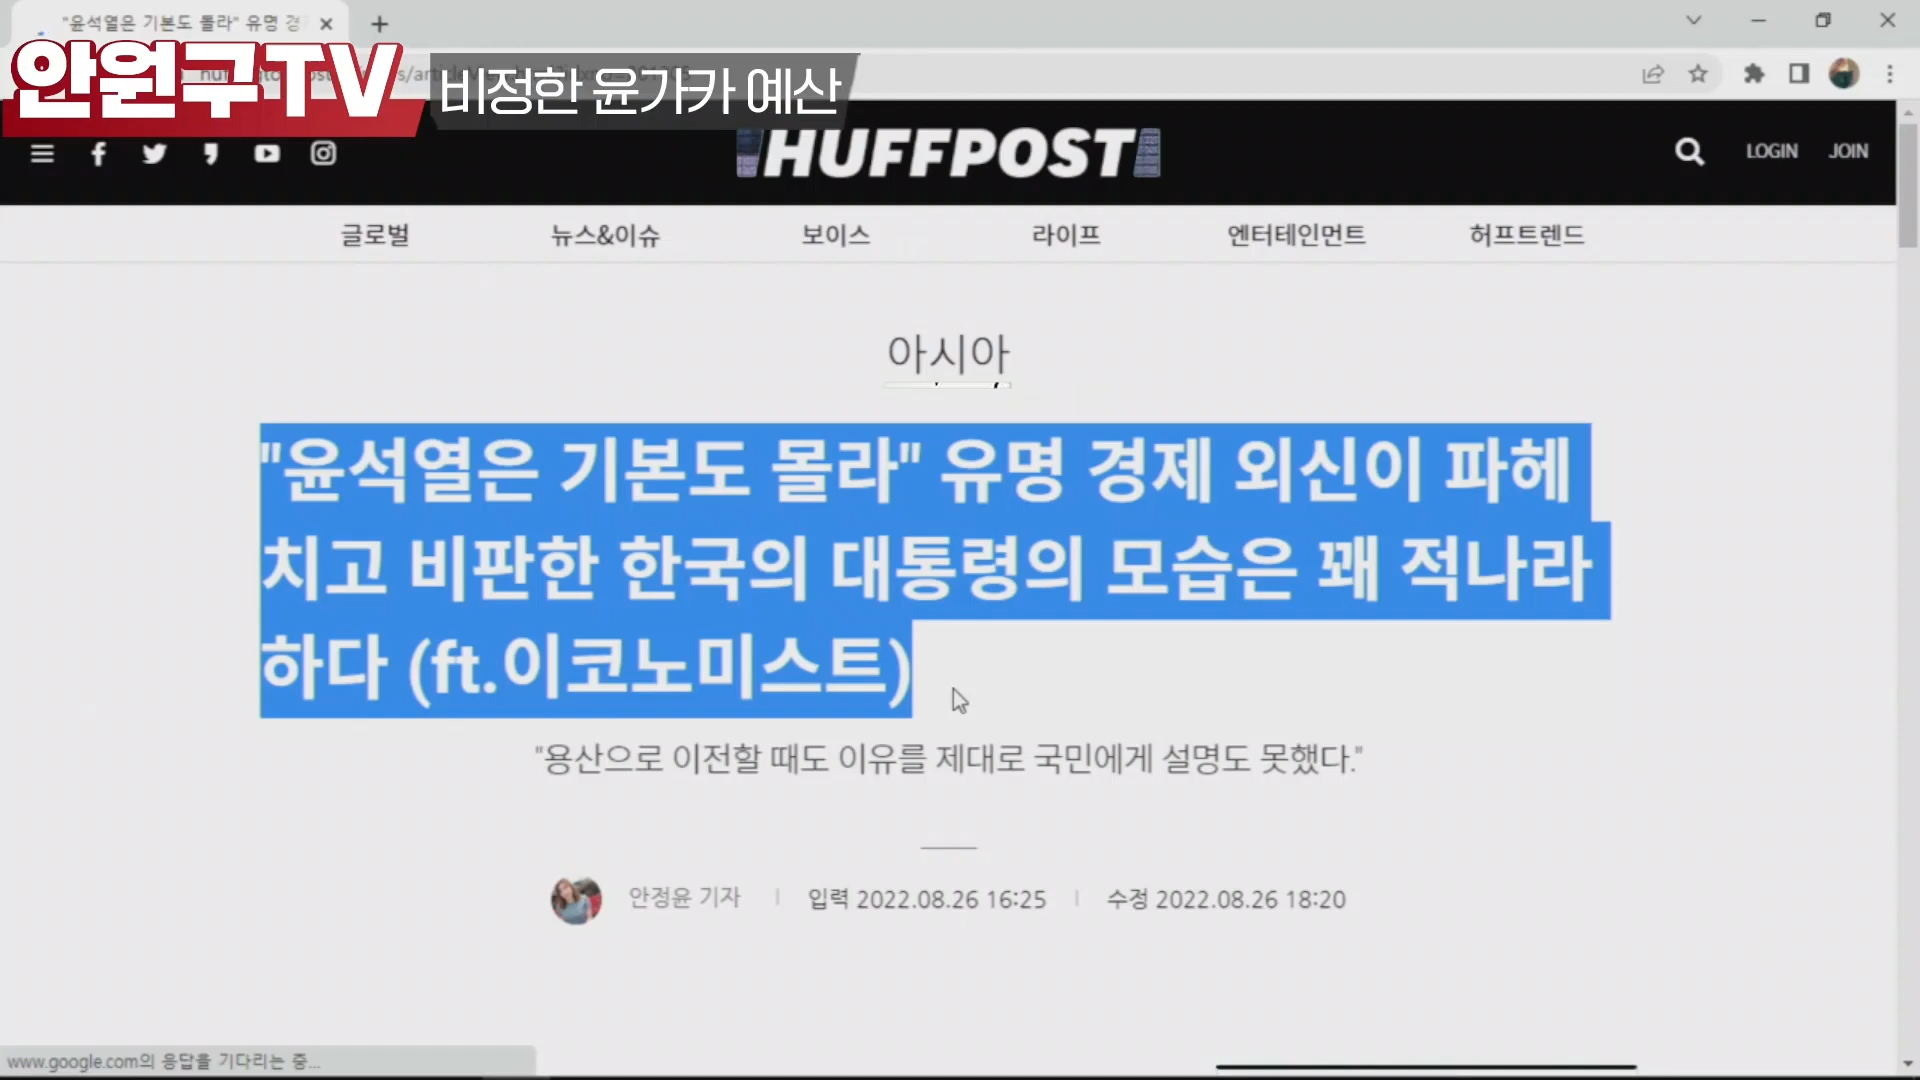 "윤석열은 기본도 몰라" 유명 경
안원구TV
비정한 윤가카 예산
HUFFPOST
LOGIN JOIN
글로벌 뉴스&이슈 보이스 라이프 엔터테인먼트 허프트렌드
아시아
"윤석열은 기본도 몰라" 유명 경제 외신이 파헤
치고 비판한 한국의 대통령의 모습은 꽤 적나라
하다 (ft.이코노미스트)
"용산으로 이전할 때도 이유를 제대로 국민에게 설명도 못했다."
안정윤 기자 | 입력 2022.08.26 16:25 | 수정 2022.08.26 18:20
www.google.com의 응답을 기다리는 중...